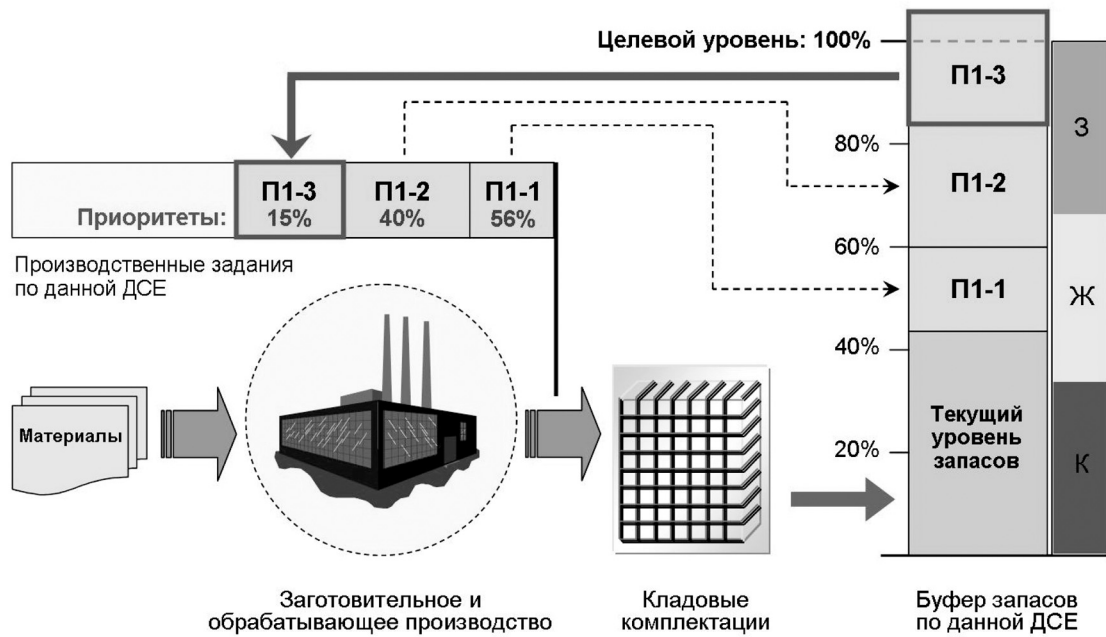 Целевой уровень: 100%
П1-3
З
80%
П1-3
П1-2
П1-1
П1-2
Приоритеты: 15% 40% 56%
60%
Производственные задания
по данной ДСЕ
П1-1
Ж
40%
Материалы
Текущий
уровень
запасов
20%
К
Заготовительное и
обрабатывающее производство
Кладовые
комплектации
Буфер запасов
по данной ДСЕ